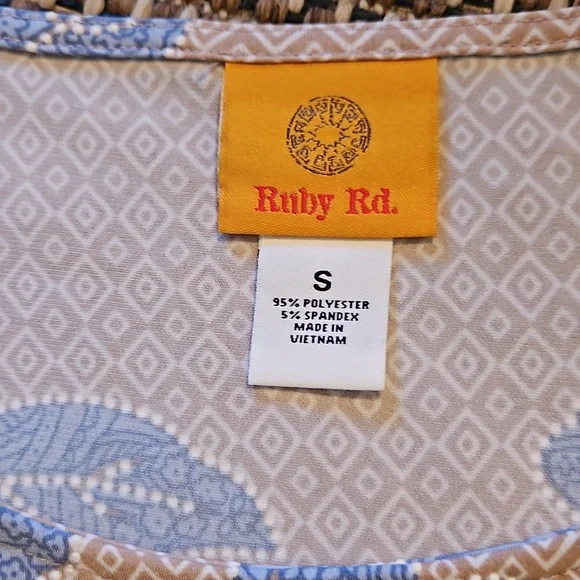 Ruby Rd.
S
95% POLYESTER
5% SPANDEX
MADE IN
VIETNAM